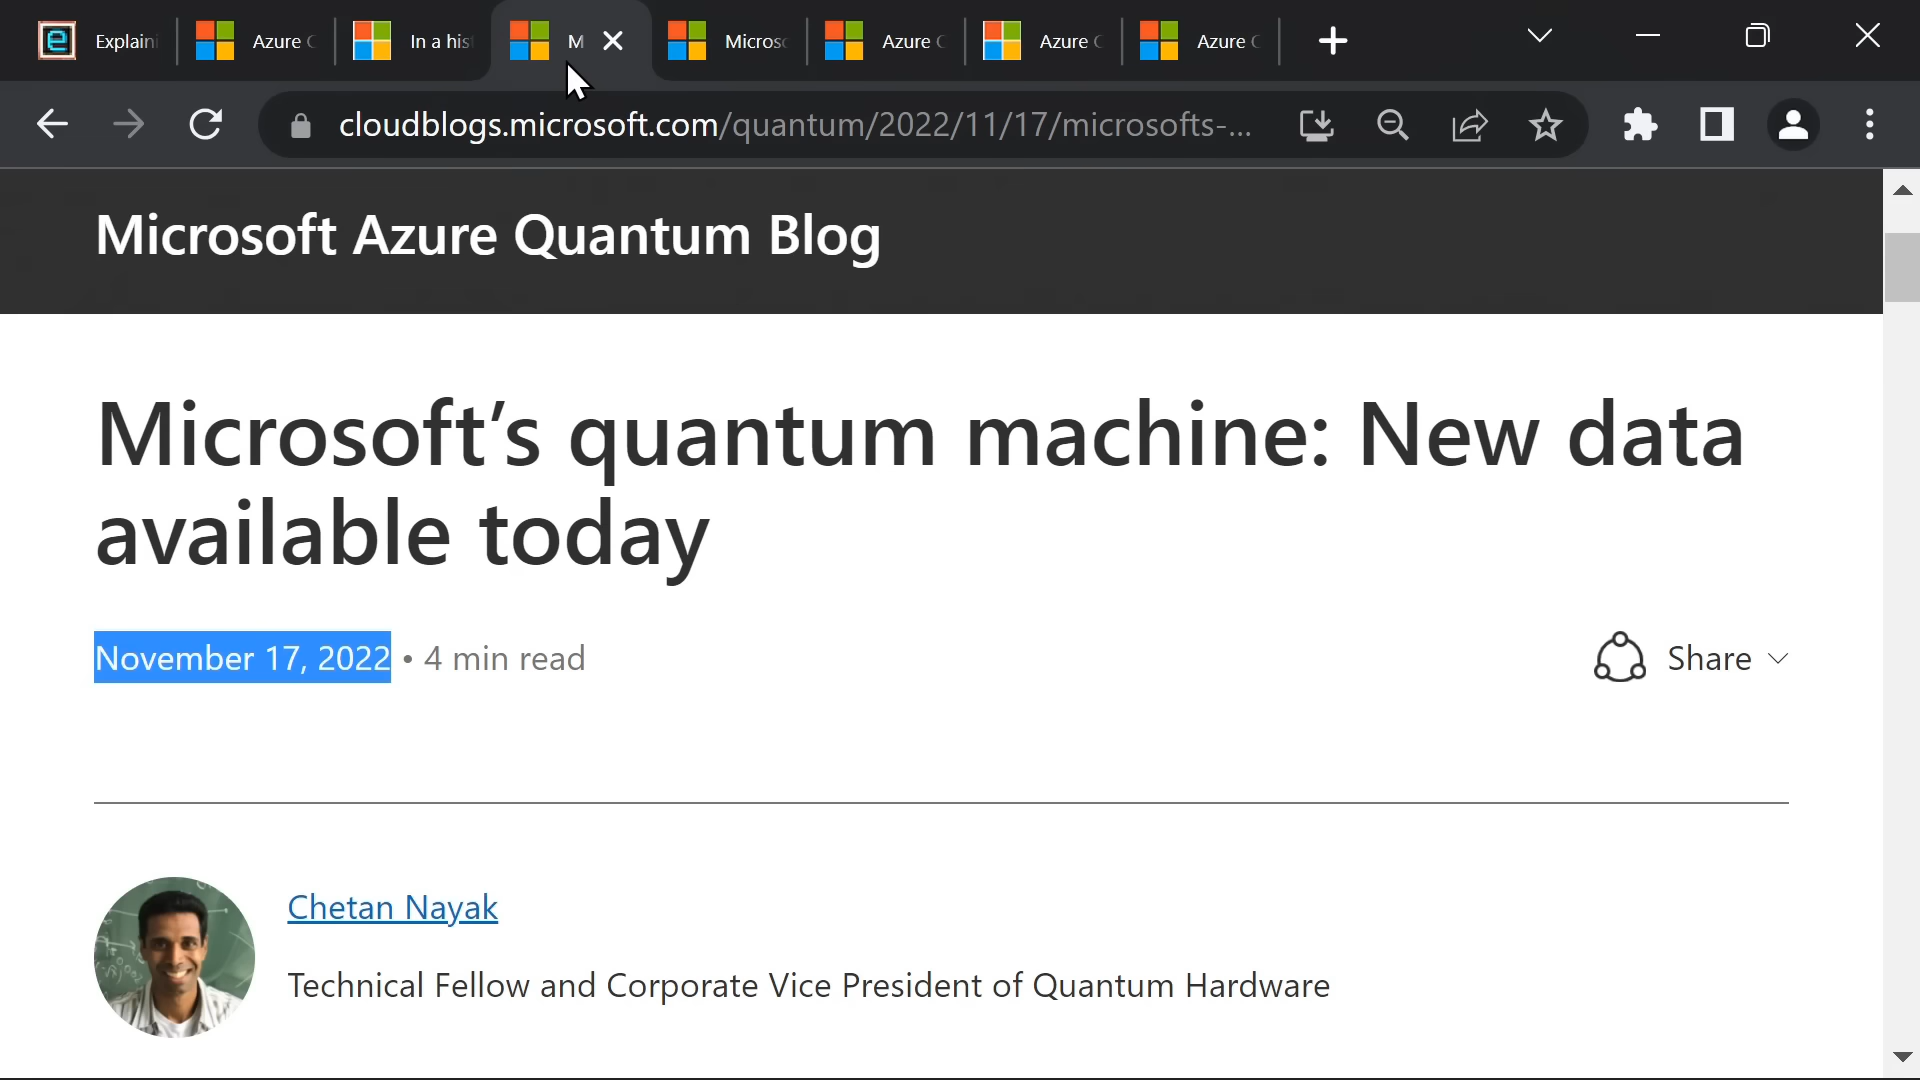 Explain
Azure
In a his
M
Micros
Azure
Azure
Azure
cloudblogs.microsoft.com/quantum/2022/11/17/microsofts-...
Microsoft Azure Quantum Blog
Microsoft’s quantum machine: New data
available today
November 17, 2022 • 4 min read
Share
Chetan Nayak
Technical Fellow and Corporate Vice President of Quantum Hardware